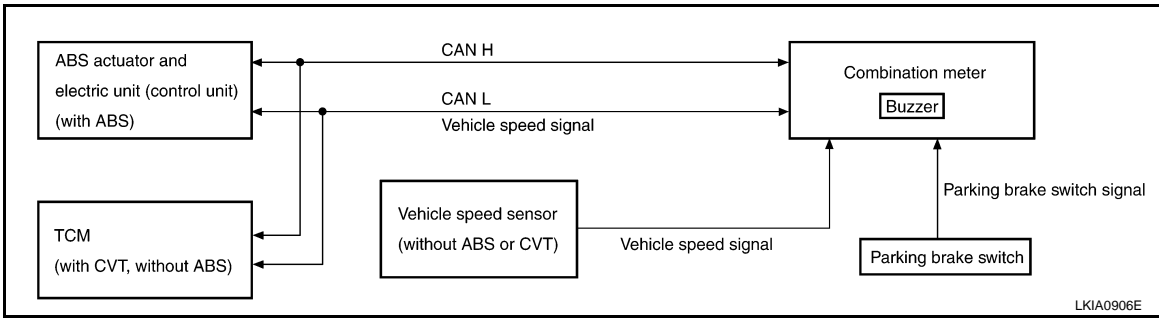 ABS actuator and
electric unit (control unit)
(with ABS)
CAN H
CAN L
Vehicle speed signal
Combination meter
Buzzer
TCM
(with CVT, without ABS)
Vehicle speed sensor
(without ABS or CVT)
Vehicle speed signal
Parking brake switch signal
Parking brake switch
LKIA0906E